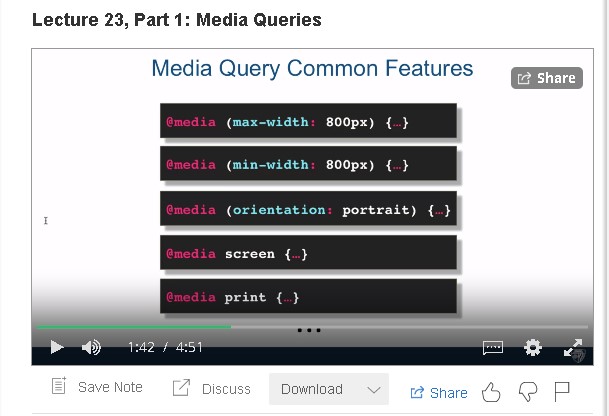 Lecture 23, Part 1: Media Queries
Media Query Common Features
Share
@media (max-width: 800px) {…}
@media (min-width: 800px) {…}
@media (orientation: portrait) {…}
@media screen {…}
@media print {…}
1:42 / 4:51
Save Note Discuss Download Share